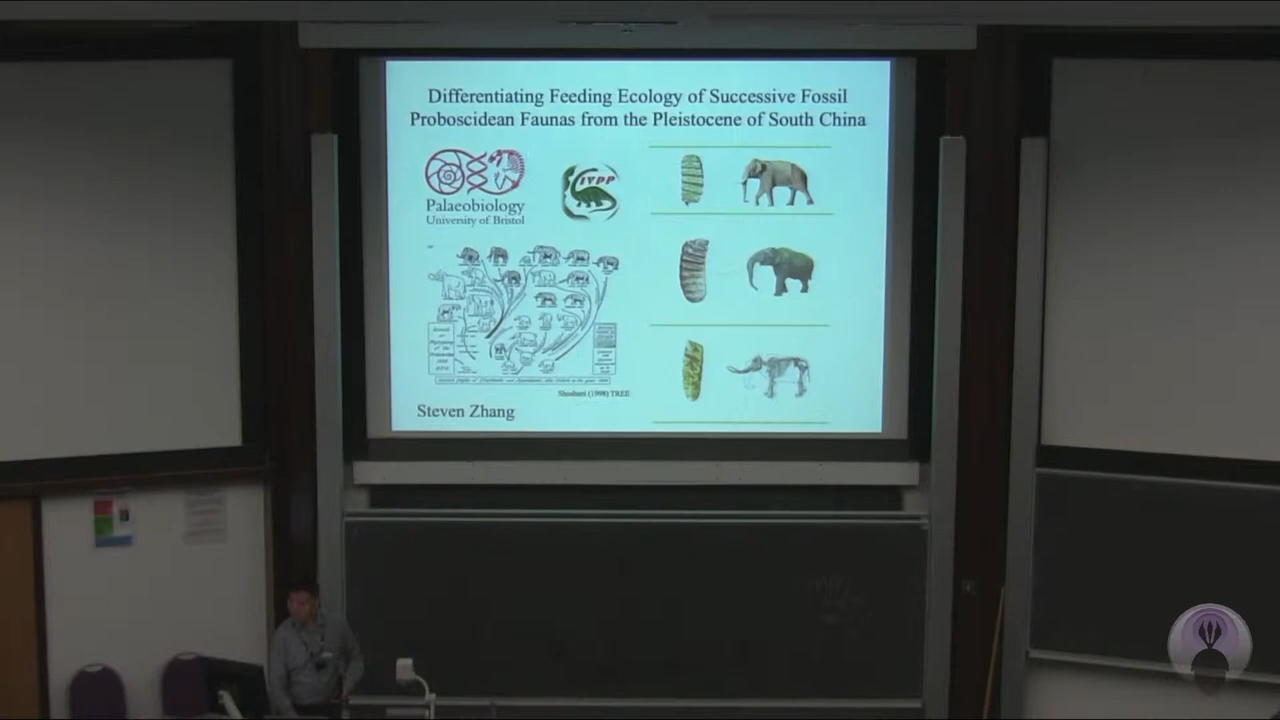 Differentiating Feeding Ecology of Successive Fossil
Proboscidean Faunas from the Pleistocene of South China
IVPP
Palaeobiology
University of Bristol
Shoshani (1998) TREE
Steven Zhang